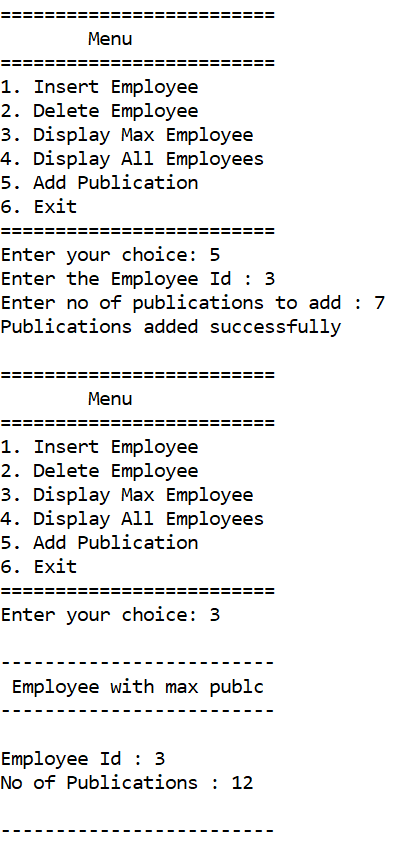 =========================
        Menu
=========================
1. Insert Employee
2. Delete Employee
3. Display Max Employee
4. Display All Employees
5. Add Publication
6. Exit
=========================
Enter your choice: 5
Enter the Employee Id : 3
Enter no of publications to add : 7
Publications added successfully

=========================
        Menu
=========================
1. Insert Employee
2. Delete Employee
3. Display Max Employee
4. Display All Employees
5. Add Publication
6. Exit
=========================
Enter your choice: 3

-------------------------
 Employee with max publc
-------------------------

Employee Id : 3
No of Publications : 12

-------------------------